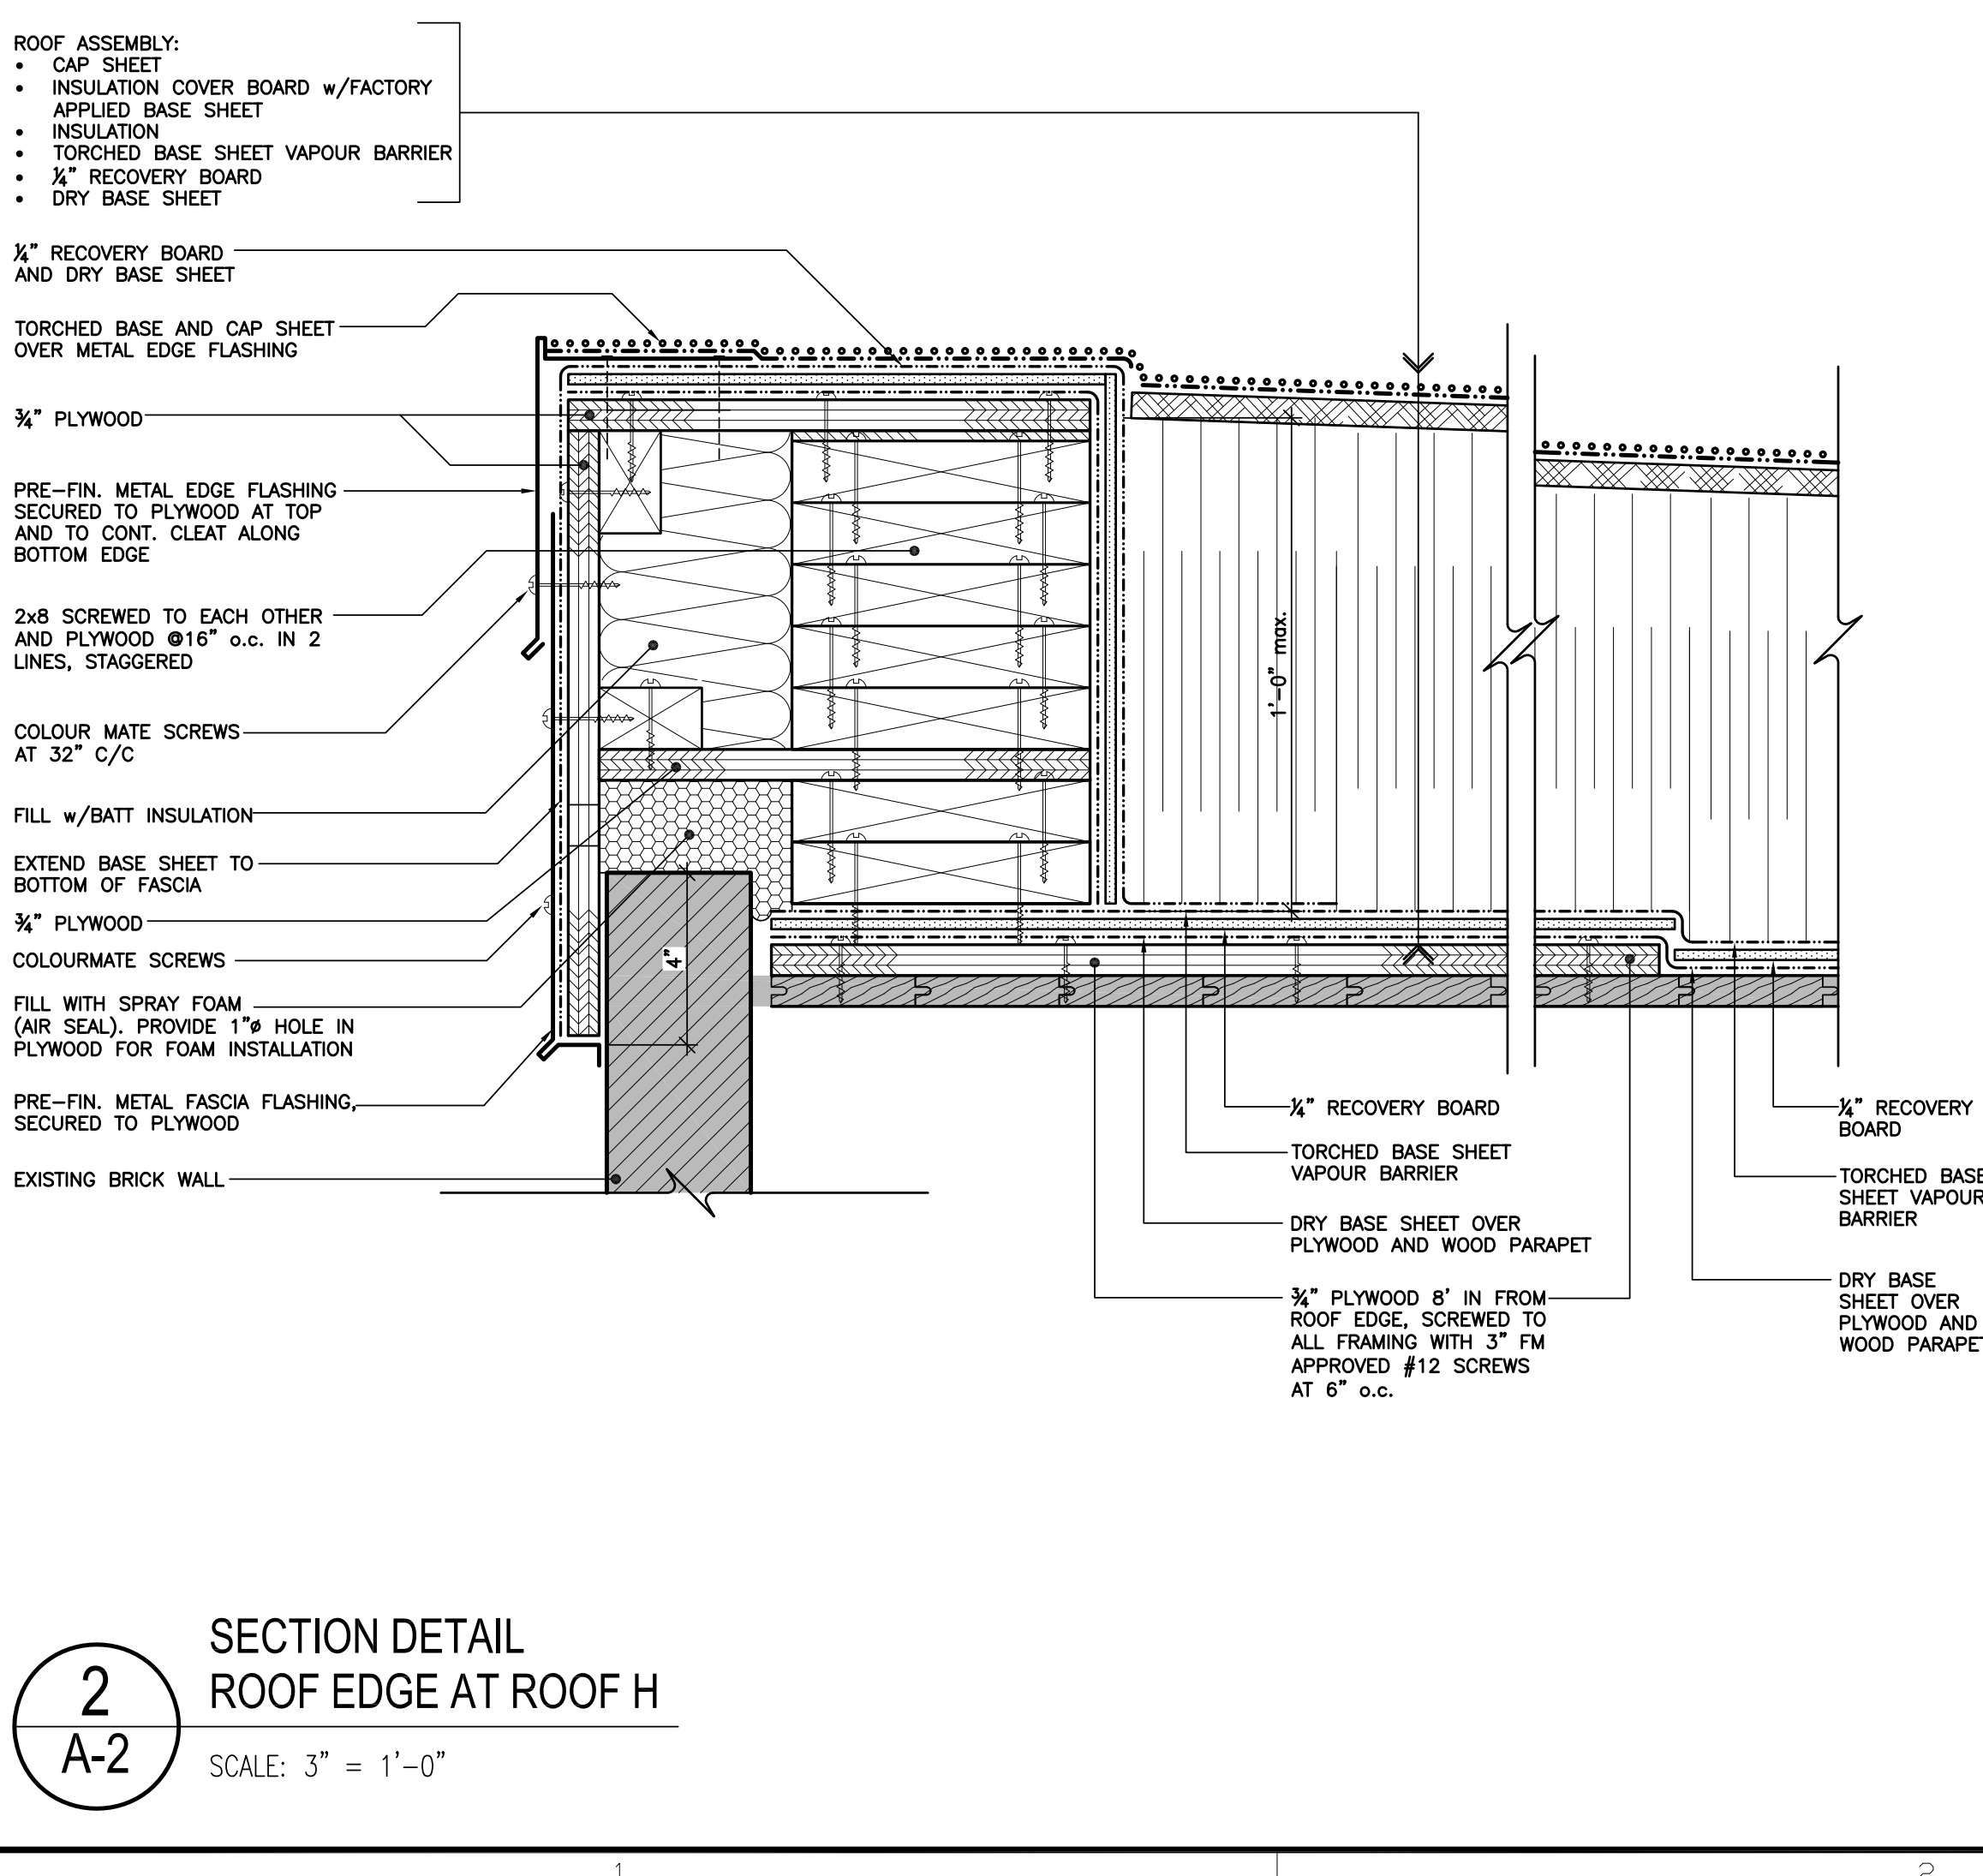 ROOF ASSEMBLY:
• CAP SHEET
• INSULATION COVER BOARD w/FACTORY
APPLIED BASE SHEET
• INSULATION
• TORCHED BASE SHEET VAPOUR BARRIER
• ¼” RECOVERY BOARD
• DRY BASE SHEET
¼” RECOVERY BOARD
AND DRY BASE SHEET
TORCHED BASE AND CAP SHEET
OVER METAL EDGE FLASHING
¾” PLYWOOD
PRE-FIN. METAL EDGE FLASHING
SECURED TO PLYWOOD AT TOP
AND TO CONT. CLEAT ALONG
BOTTOM EDGE
2x8 SCREWED TO EACH OTHER
AND PLYWOOD @16” o.c. IN 2
LINES, STAGGERED
COLOUR MATE SCREWS
AT 32” C/C
FILL w/BATT INSULATION
EXTEND BASE SHEET TO
BOTTOM OF FASCIA
¾” PLYWOOD
COLOURMATE SCREWS
FILL WITH SPRAY FOAM
(AIR SEAL). PROVIDE 1”ø HOLE IN
PLYWOOD FOR FOAM INSTALLATION
PRE-FIN. METAL FASCIA FLASHING,
SECURED TO PLYWOOD
EXISTING BRICK WALL
4”
1’-0” max.
¼” RECOVERY BOARD
TORCHED BASE SHEET
VAPOUR BARRIER
DRY BASE SHEET OVER
PLYWOOD AND WOOD PARAPET
¾” PLYWOOD 8’ IN FROM
ROOF EDGE, SCREWED TO
ALL FRAMING WITH 3” FM
APPROVED #12 SCREWS
AT 6” o.c.
¼” RECOVERY
BOARD
TORCHED BASE
SHEET VAPOUR
BARRIER
DRY BASE
SHEET OVER
PLYWOOD AND
WOOD PARAPE
2
A-2
SECTION DETAIL
ROOF EDGE AT ROOF H
SCALE: 3” = 1’-0”
1
2